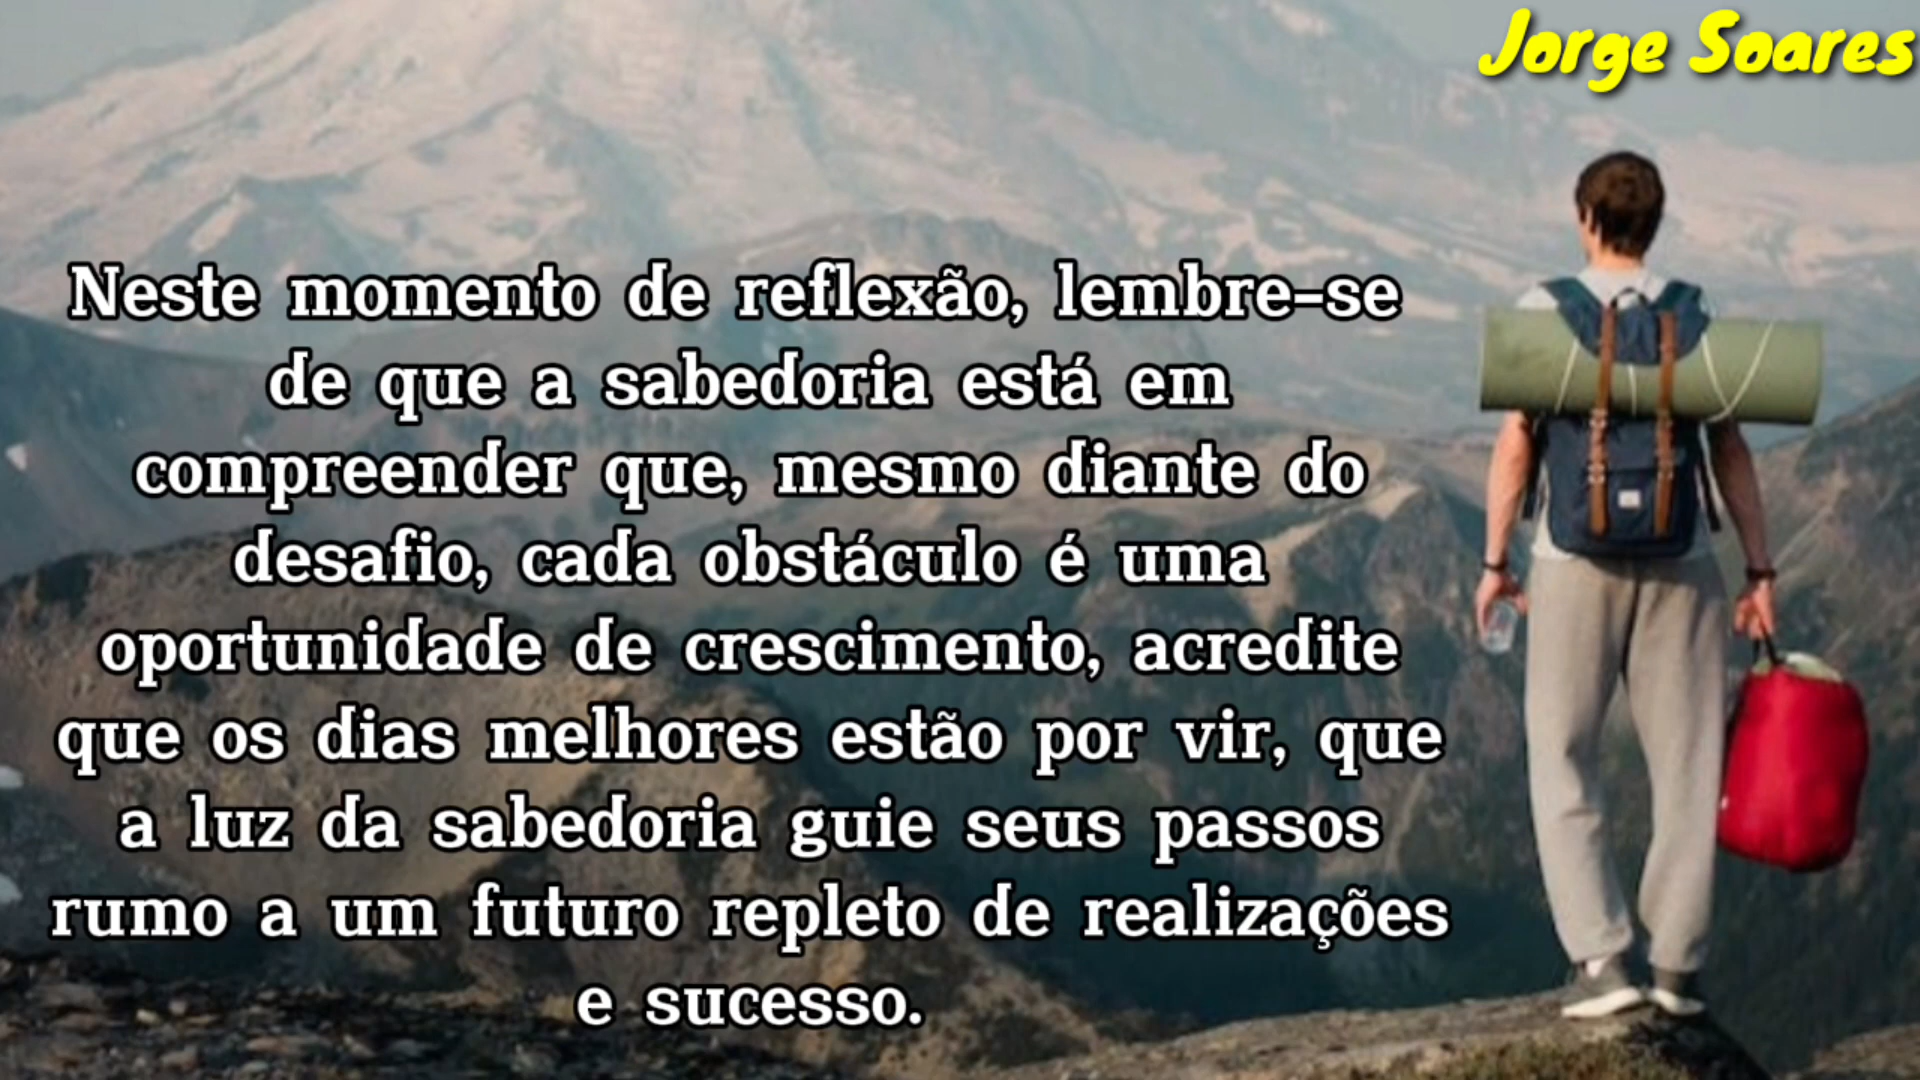 Jorge Soares
Neste momento de reflexão, lembre-se
de que a sabedoria está em
compreender que, mesmo diante do
desafio, cada obstáculo é uma
oportunidade de crescimento, acredite
que os dias melhores estão por vir, que
a luz da sabedoria guie seus passos
rumo a um futuro repleto de realizações
e sucesso.